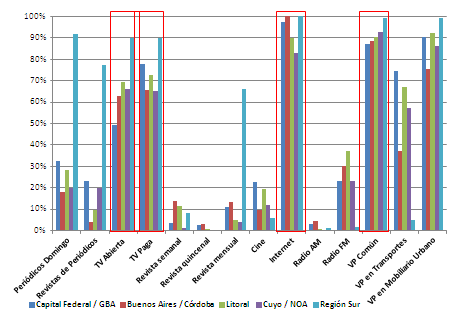 100%
90%
80%
70%
60%
50%
40%
30%
20%
10%
0%
Periódicos Domingo
Revistas de Periódicos
TV Abierta
TV Paga
Revista semanal
Revista quincenal
Revista mensual
Cine
Internet
Radio AM
Radio FM
VP Común
VP en Transportes
VP en Mobiliario Urbano
Capital Federal / GBA Buenos Aires / Córdoba Litoral Cuyo / NOA Región Sur